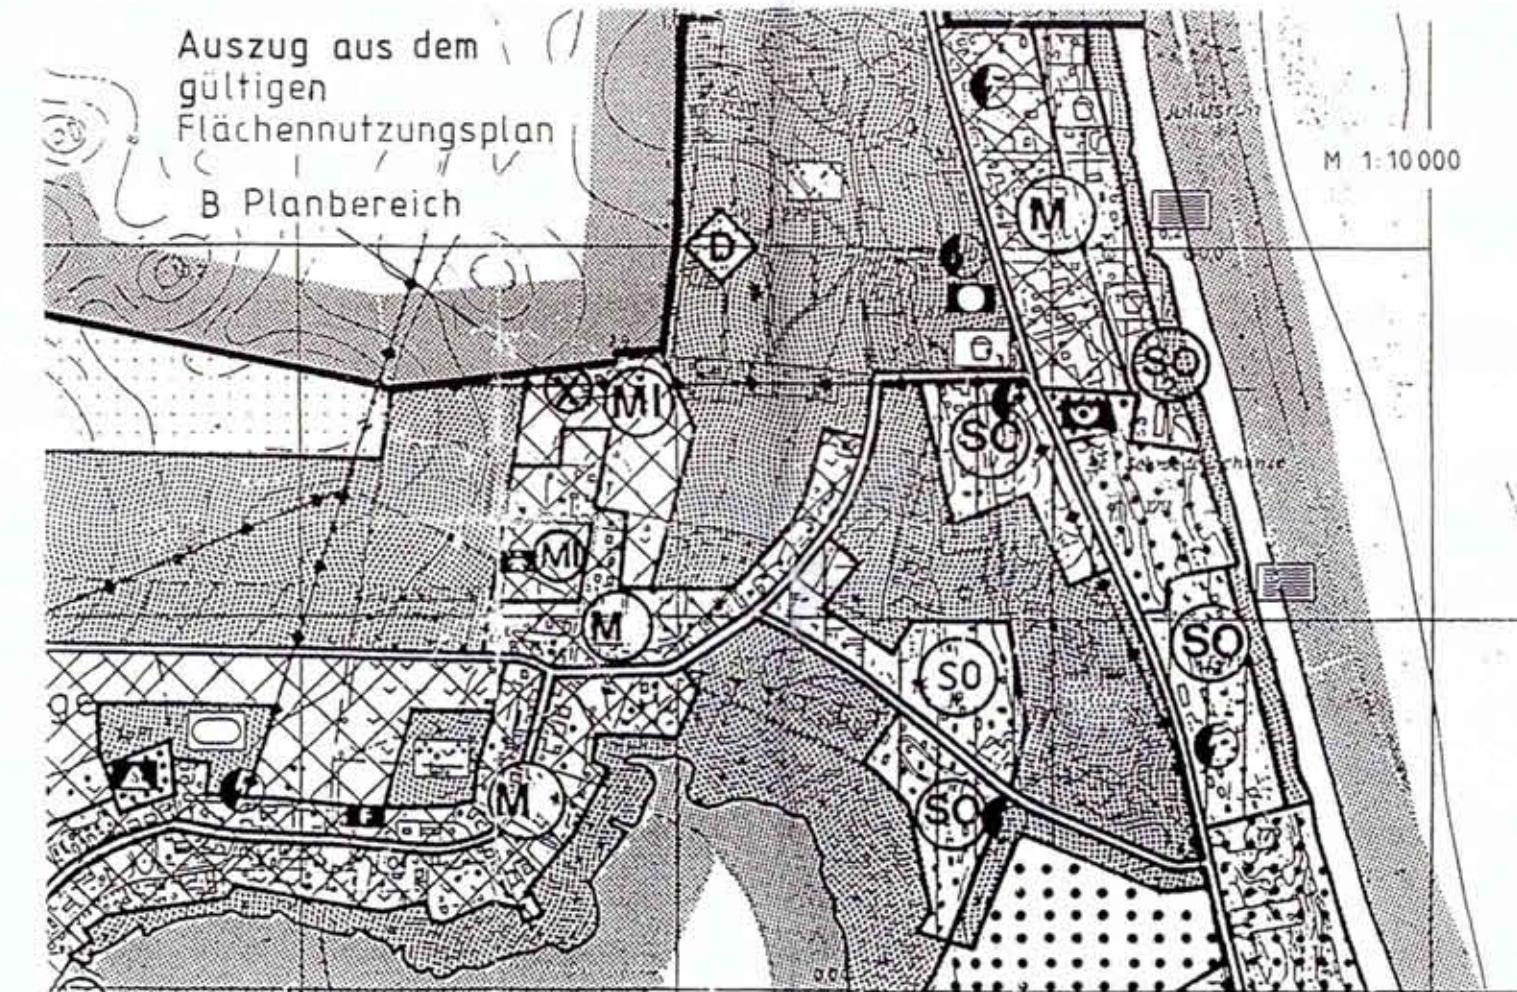 Auszug aus dem
gültigen
Flächennutzungsplan
B Planbereich
M 1:10 000
M
D
SO
X
MI
SO
MI
M
SO
SO
M
SO
F